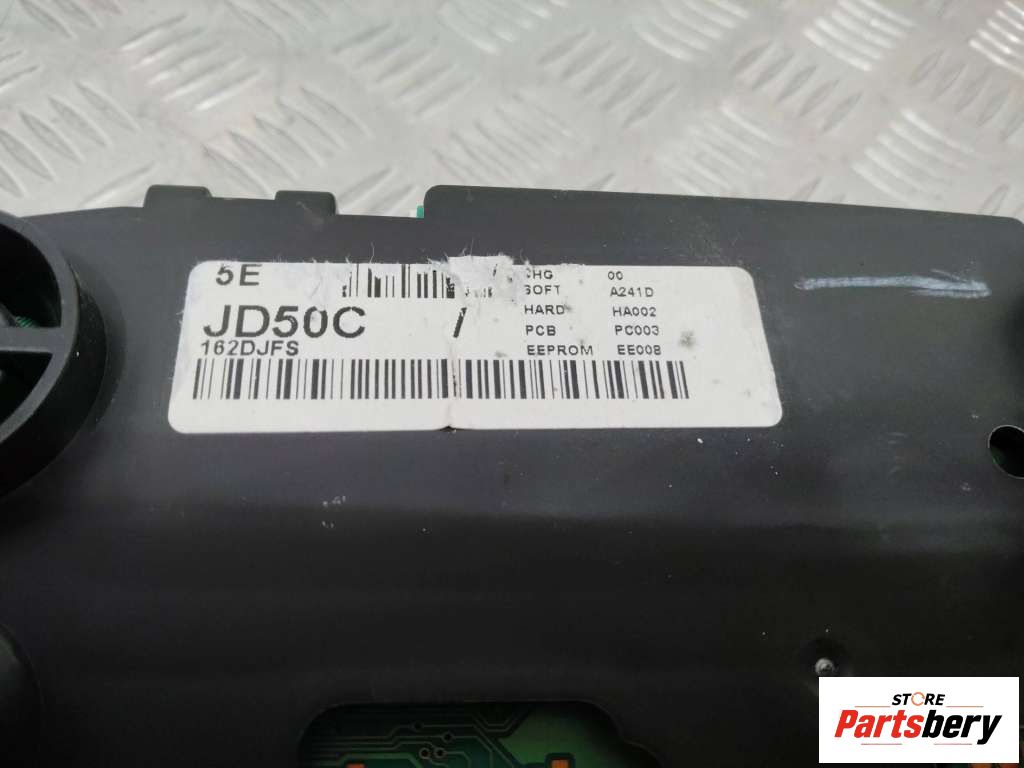 5E
JD50C /
162DJFS
CHG 00
SOFT A241D
HARD HA002
PCB PC003
EEPROM EE008
STORE
Partsbery